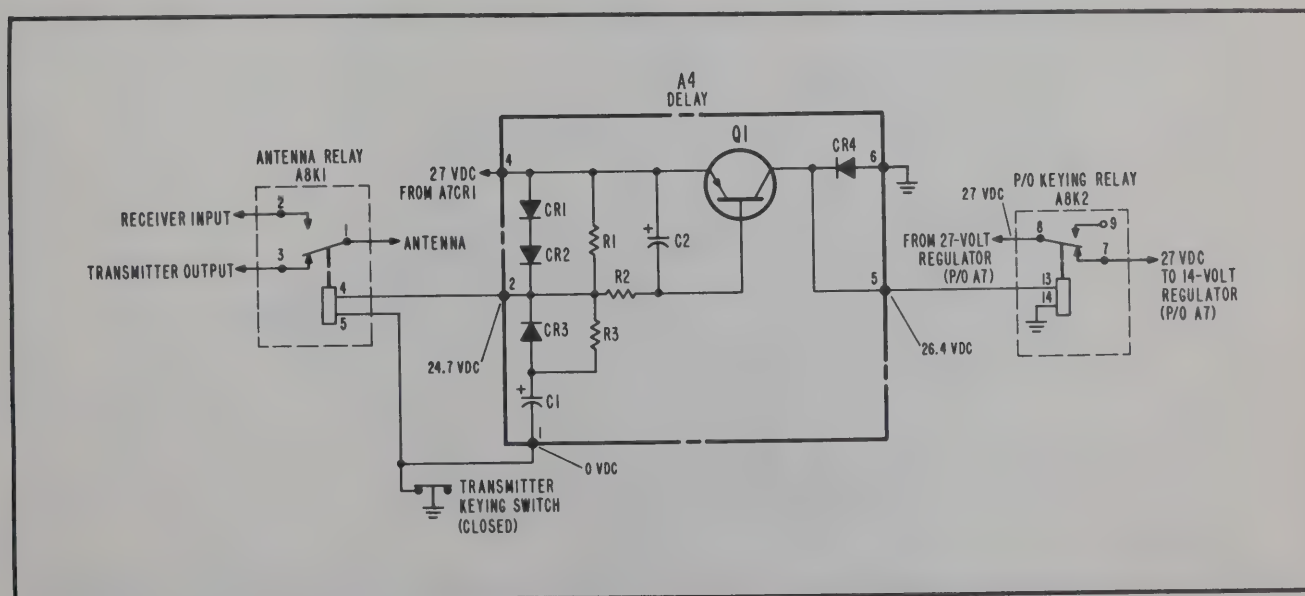 A4
DELAY
Q1
CR4
6
4
27 VDC
FROM A7CR1
ANTENNA RELAY
A8K1
2
RECEIVER INPUT
1
ANTENNA
3
TRANSMITTER OUTPUT
4
5
CR1
CR2
R1
+
C2
R2
2
CR3
R3
24.7 VDC
+
C1
1
0 VDC
TRANSMITTER
KEYING SWITCH
(CLOSED)
5
26.4 VDC
P/O KEYING RELAY
A8K2
27 VDC
9
8
FROM 27-VOLT
REGULATOR
(P/O A7)
7
27 VDC
TO 14-VOLT
REGULATOR
(P/O A7)
13
14